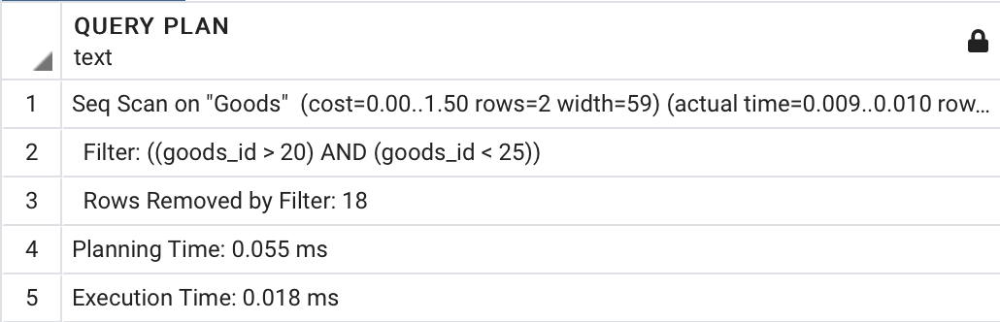 QUERY PLAN
text
1 Seq Scan on "Goods" (cost=0.00..1.50 rows=2 width=59) (actual time=0.009..0.010 row...
2 Filter: ((goods_id > 20) AND (goods_id < 25))
3 Rows Removed by Filter: 18
4 Planning Time: 0.055 ms
5 Execution Time: 0.018 ms